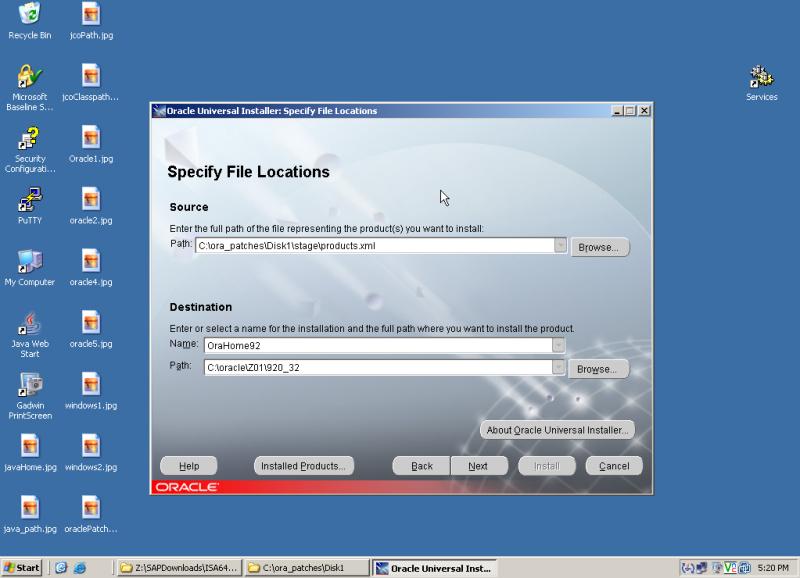 Recycle Bin
jcoPath.jpg
Microsoft
Baseline S...
jcoClasspath...
Services
Security
Configurati...
Oracle1.jpg
PuTTY
oracle2.jpg
My Computer
oracle4.jpg
Java Web
Start
oracle5.jpg
Gadwin
PrintScreen
windows1.jpg
javaHome.jpg
windows2.jpg
java_path.jpg
oraclePatch...
Oracle Universal Installer: Specify File Locations
Specify File Locations
Source
Enter the full path of the file representing the product(s) you want to install:
Path: C:\ora_patches\Disk1\stage\products.xml
Browse...
Destination
Enter or select a name for the installation and the full path where you want to install the product.
Name: OraHome92
Path: C:\oracle\Z01\920_32
Browse...
About Oracle Universal Installer...
Help
Installed Products...
Back
Next
Install
Cancel
ORACLE
Start
Z:\SAPDownloads\ISA64...
C:\ora_patches\Disk1
Oracle Universal Inst...
V2
5:20 PM